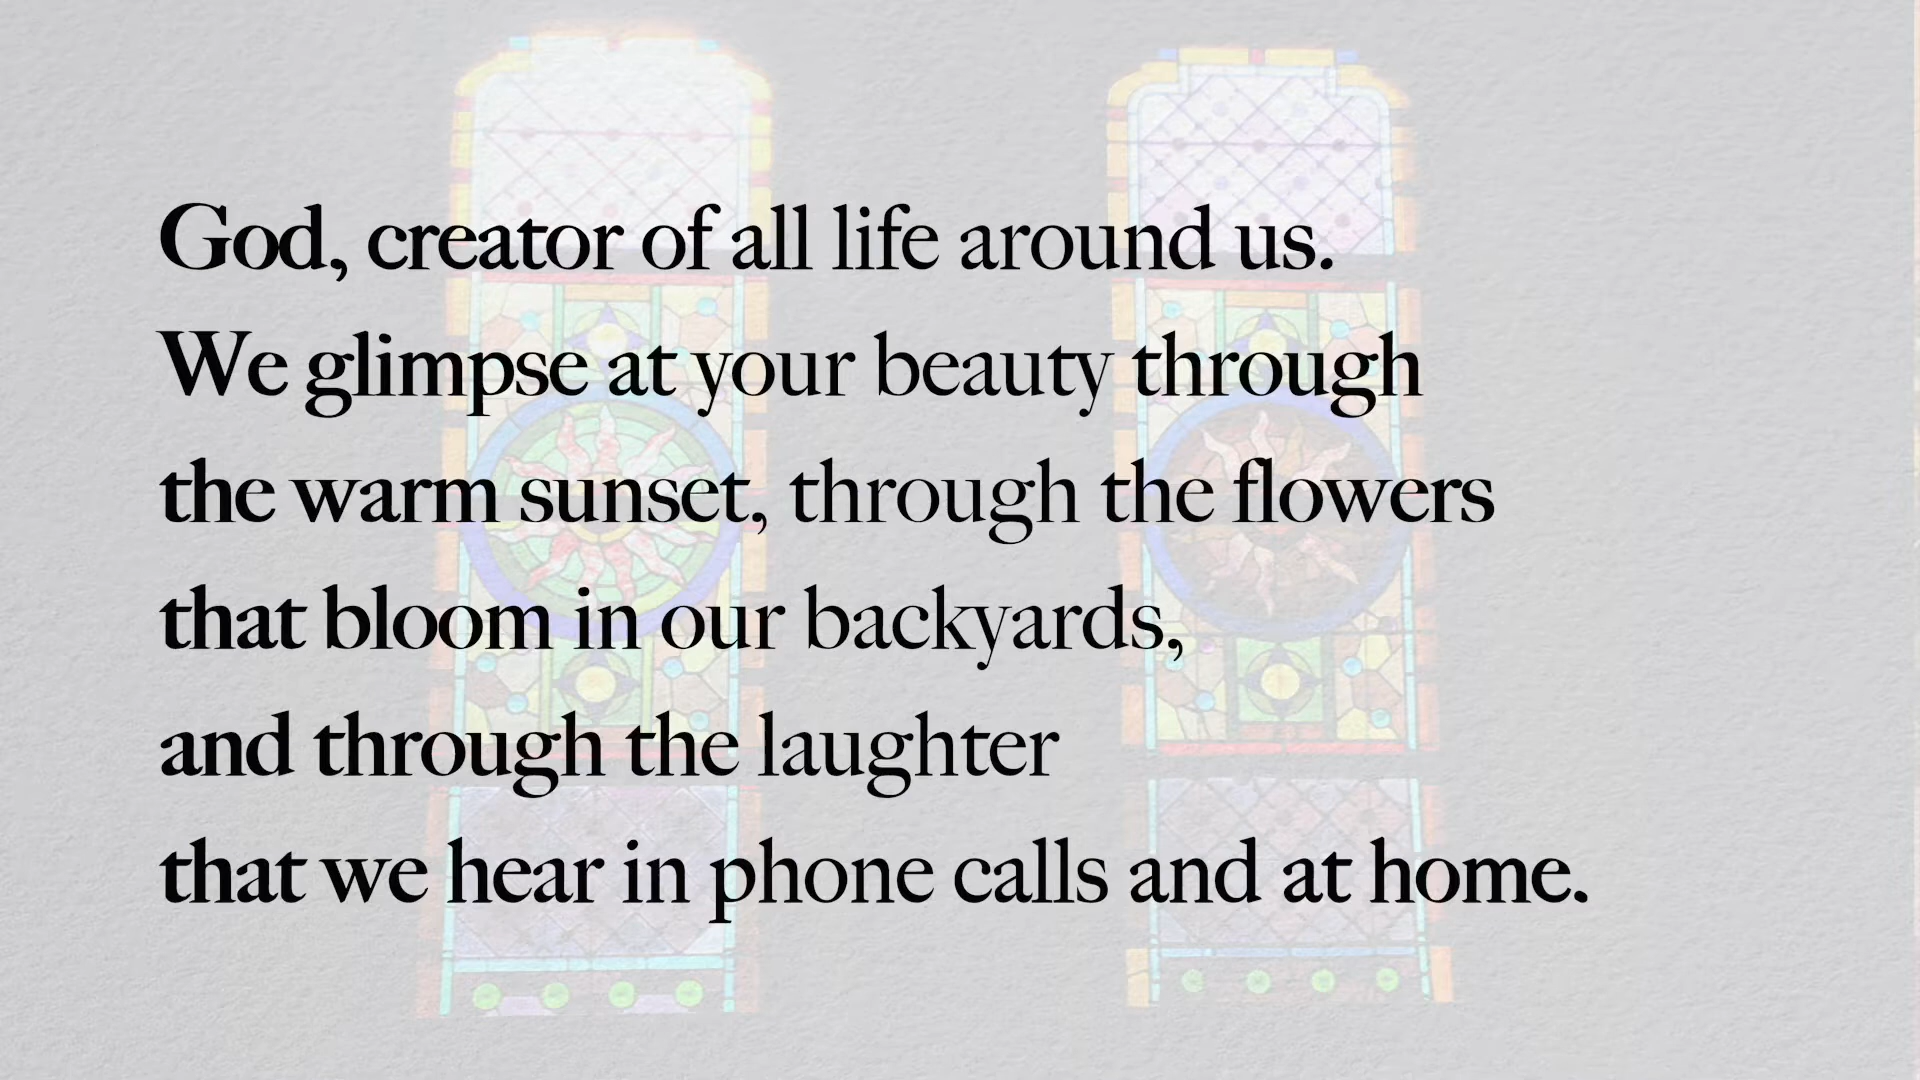 God, creator of all life around us.
We glimpse at your beauty through
the warm sunset, through the flowers
that bloom in our backyards,
and through the laughter
that we hear in phone calls and at home.